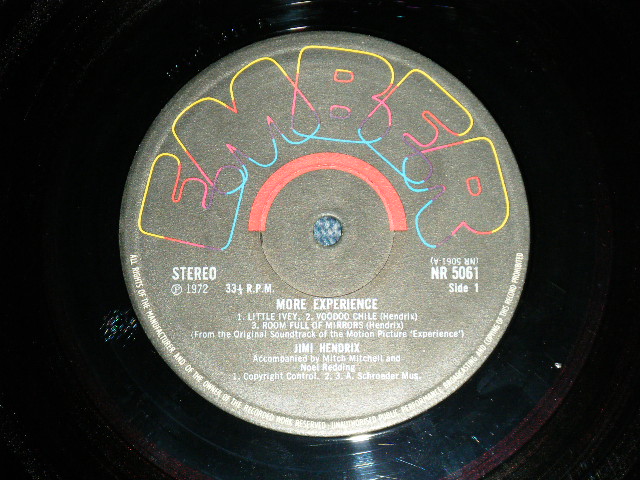 EMBER
STEREO
Ⓟ 1972 33⅓ R.P.M.
NR 5061
(NR 5061 A)
Side 1
MORE EXPERIENCE
1. LITTLE IVEY. 2. VOODOO CHILE (Hendrix)
3. ROOM FULL OF MIRRORS (Hendrix)
(From the Original Soundtrack of the Motion Picture 'Experience')
JIMI HENDRIX
Accompanied by Mitch Mitchell and
Noel Redding
1. Copyright Control. 2. 3. A. Schroeder Mus.
ALL RIGHTS OF THE MANUFACTURER AND OF THE OWNER OF THE RECORDED WORK RESERVED - UNAUTHORISED PUBLIC PERFORMANCE, BROADCASTING AND COPYING OF THIS RECORD PROHIBITED